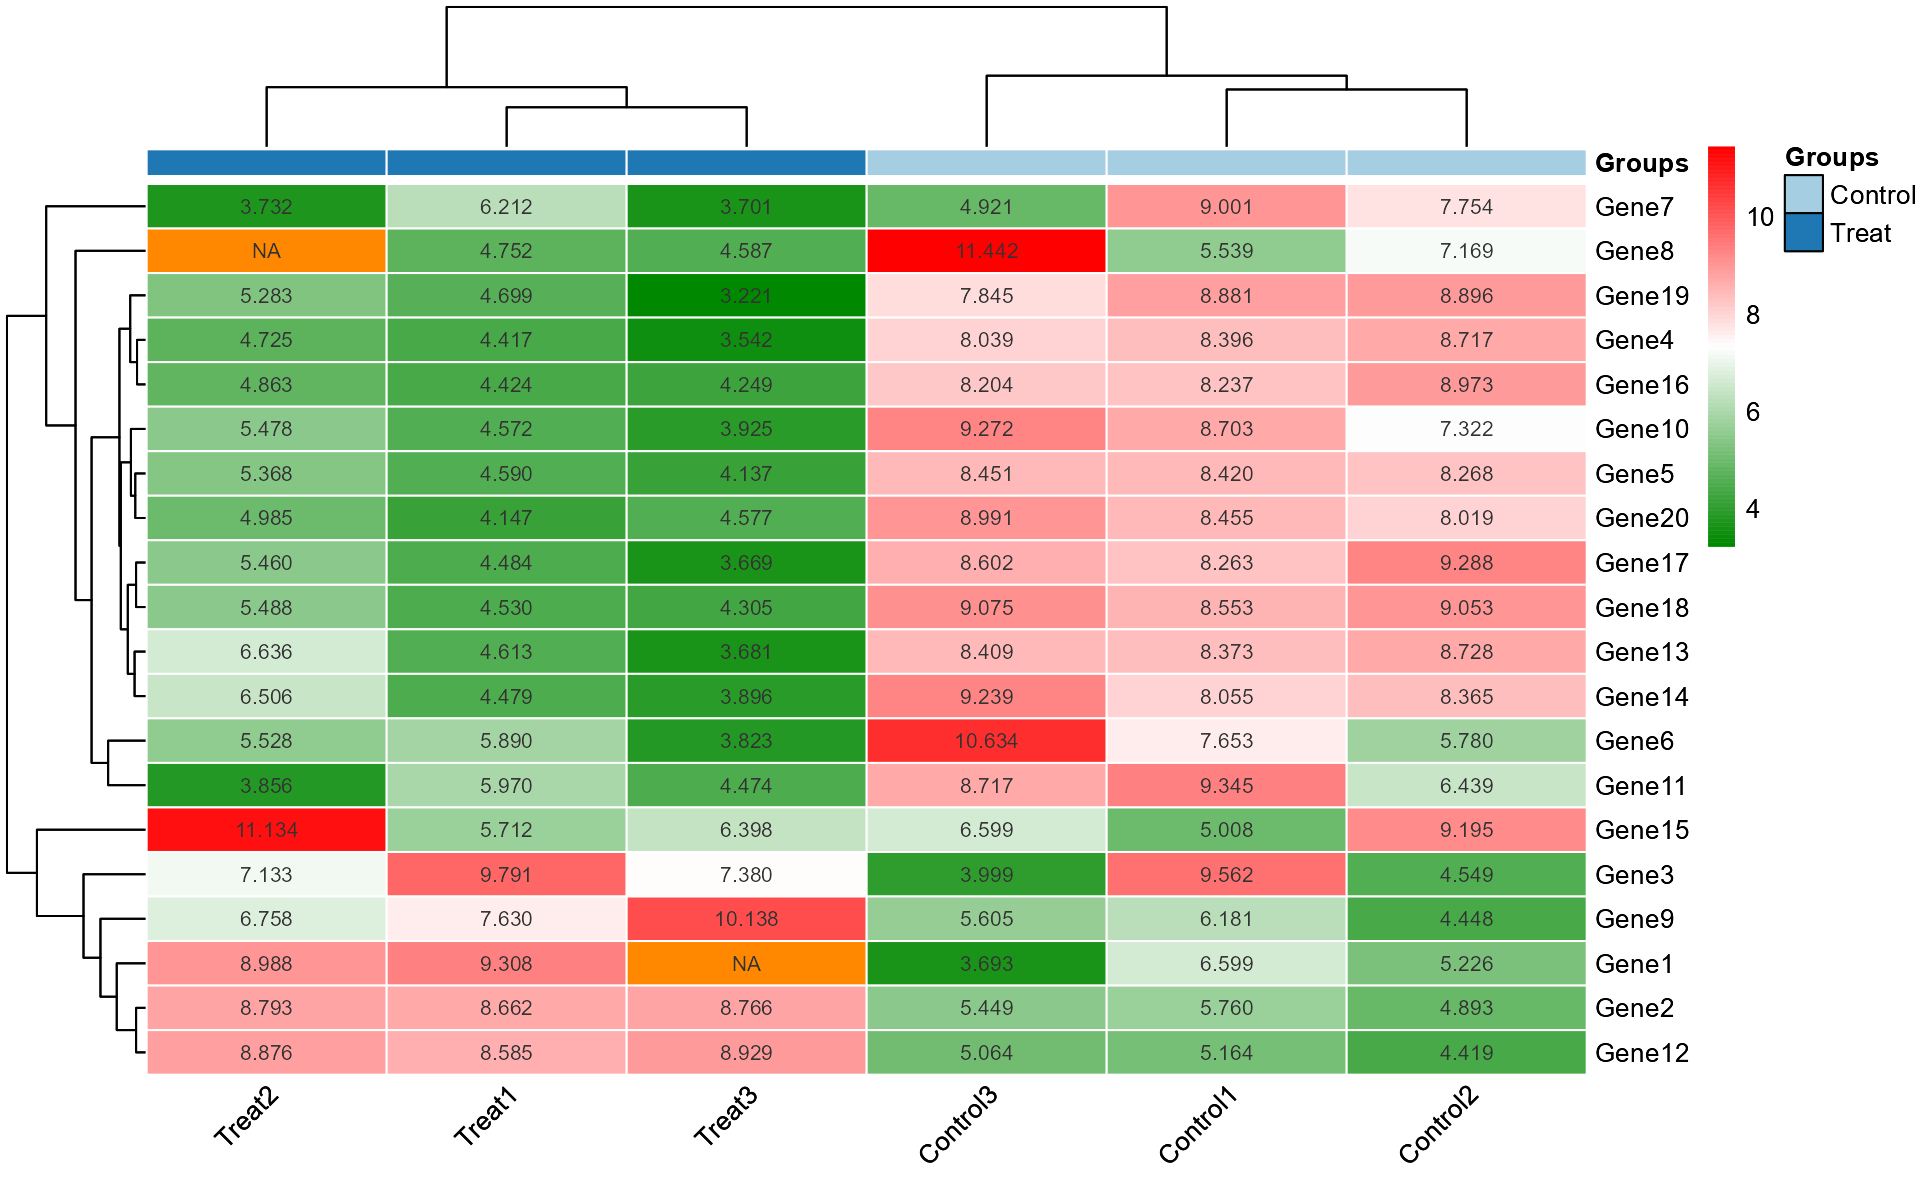 Groups
Groups
Control
Treat
10
8
6
4
3.732 6.212 3.701 4.921 9.001 7.754 Gene7
NA 4.752 4.587 11.442 5.539 7.169 Gene8
5.283 4.699 3.221 7.845 8.881 8.896 Gene19
4.725 4.417 3.542 8.039 8.396 8.717 Gene4
4.863 4.424 4.249 8.204 8.237 8.973 Gene16
5.478 4.572 3.925 9.272 8.703 7.322 Gene10
5.368 4.590 4.137 8.451 8.420 8.268 Gene5
4.985 4.147 4.577 8.991 8.455 8.019 Gene20
5.460 4.484 3.669 8.602 8.263 9.288 Gene17
5.488 4.530 4.305 9.075 8.553 9.053 Gene18
6.636 4.613 3.681 8.409 8.373 8.728 Gene13
6.506 4.479 3.896 9.239 8.055 8.365 Gene14
5.528 5.890 3.823 10.634 7.653 5.780 Gene6
3.856 5.970 4.474 8.717 9.345 6.439 Gene11
11.134 5.712 6.398 6.599 5.008 9.195 Gene15
7.133 9.791 7.380 3.999 9.562 4.549 Gene3
6.758 7.630 10.138 5.605 6.181 4.448 Gene9
8.988 9.308 NA 3.693 6.599 5.226 Gene1
8.793 8.662 8.766 5.449 5.760 4.893 Gene2
8.876 8.585 8.929 5.064 5.164 4.419 Gene12
Treat2 Treat1 Treat3 Control3 Control1 Control2